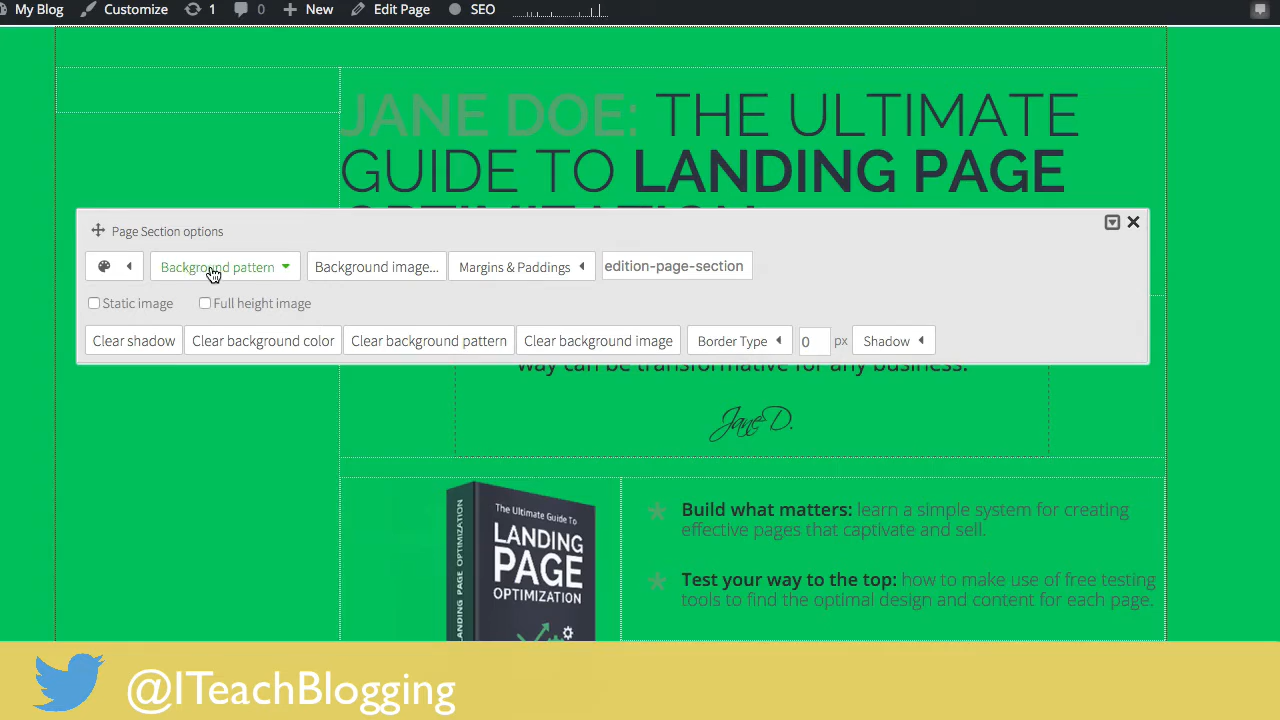 My Blog Customize 1 0 New Edit Page SEO
JANE DOE: THE ULTIMATE
GUIDE TO LANDING PAGE
OPTIMIZATION
Page Section options
Background pattern Background image... Margins & Paddings edition-page-section
Static image Full height image
Clear shadow Clear background color Clear background pattern Clear background image Border Type 0 px Shadow
way can be transformative for any business.
Jane D.
The Ultimate Guide To
LANDING
PAGE
OPTIMIZATION
LANDING PAGE OPTIMIZATION
* Build what matters: learn a simple system for creating
effective pages that captivate and sell.
* Test your way to the top: how to make use of free testing
tools to find the optimal design and content for each page.
@ITeachBlogging